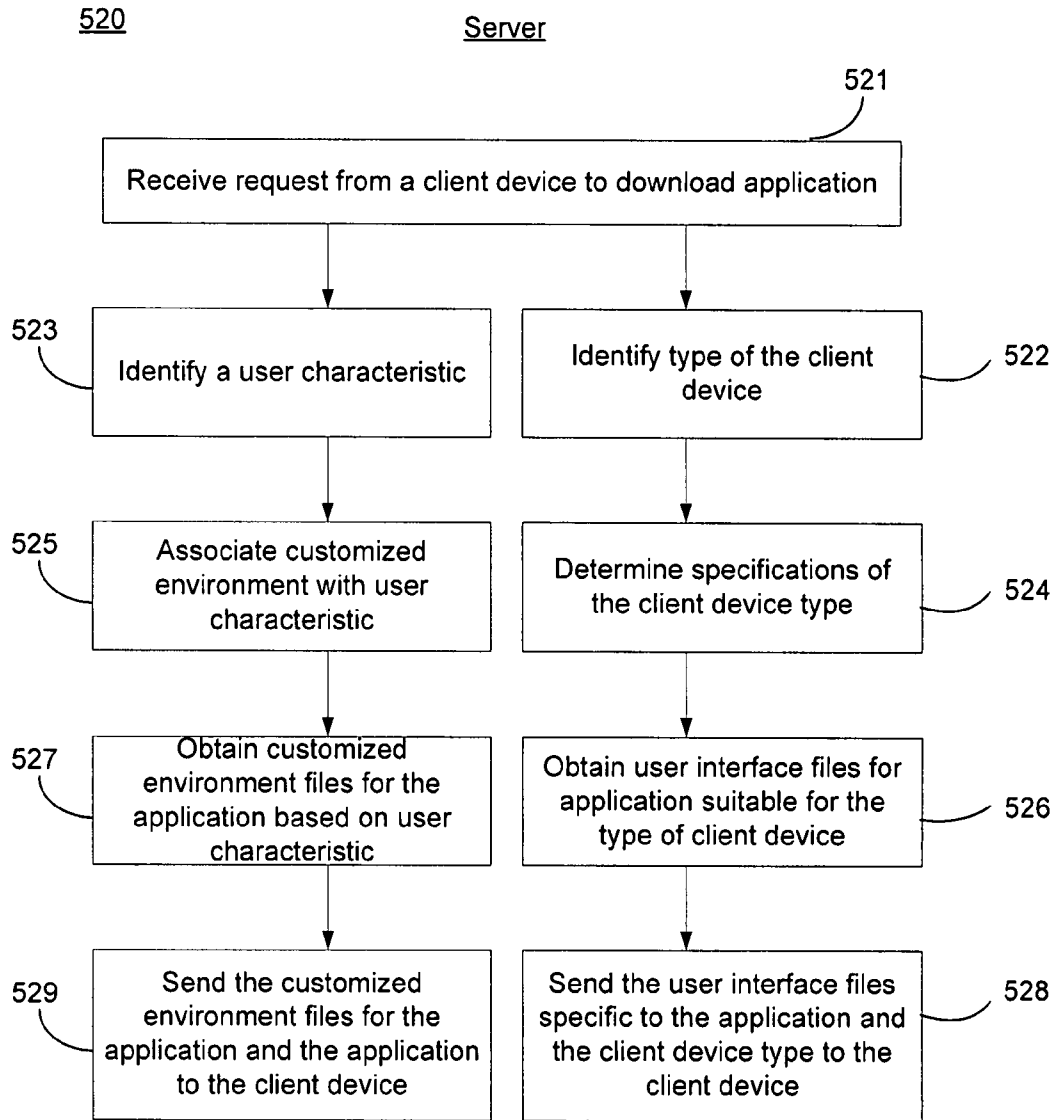 520
Server
521
Receive request from a client device to download application
523
Identify a user characteristic
Identify type of the client
device
522
525
Associate customized
environment with user
characteristic
Determine specifications of
the client device type
524
527
Obtain customized
environment files for the
application based on user
characteristic
Obtain user interface files for
application suitable for the
type of client device
526
529
Send the customized
environment files for the
application and the application
to the client device
Send the user interface files
specific to the application and
the client device type to the
client device
528